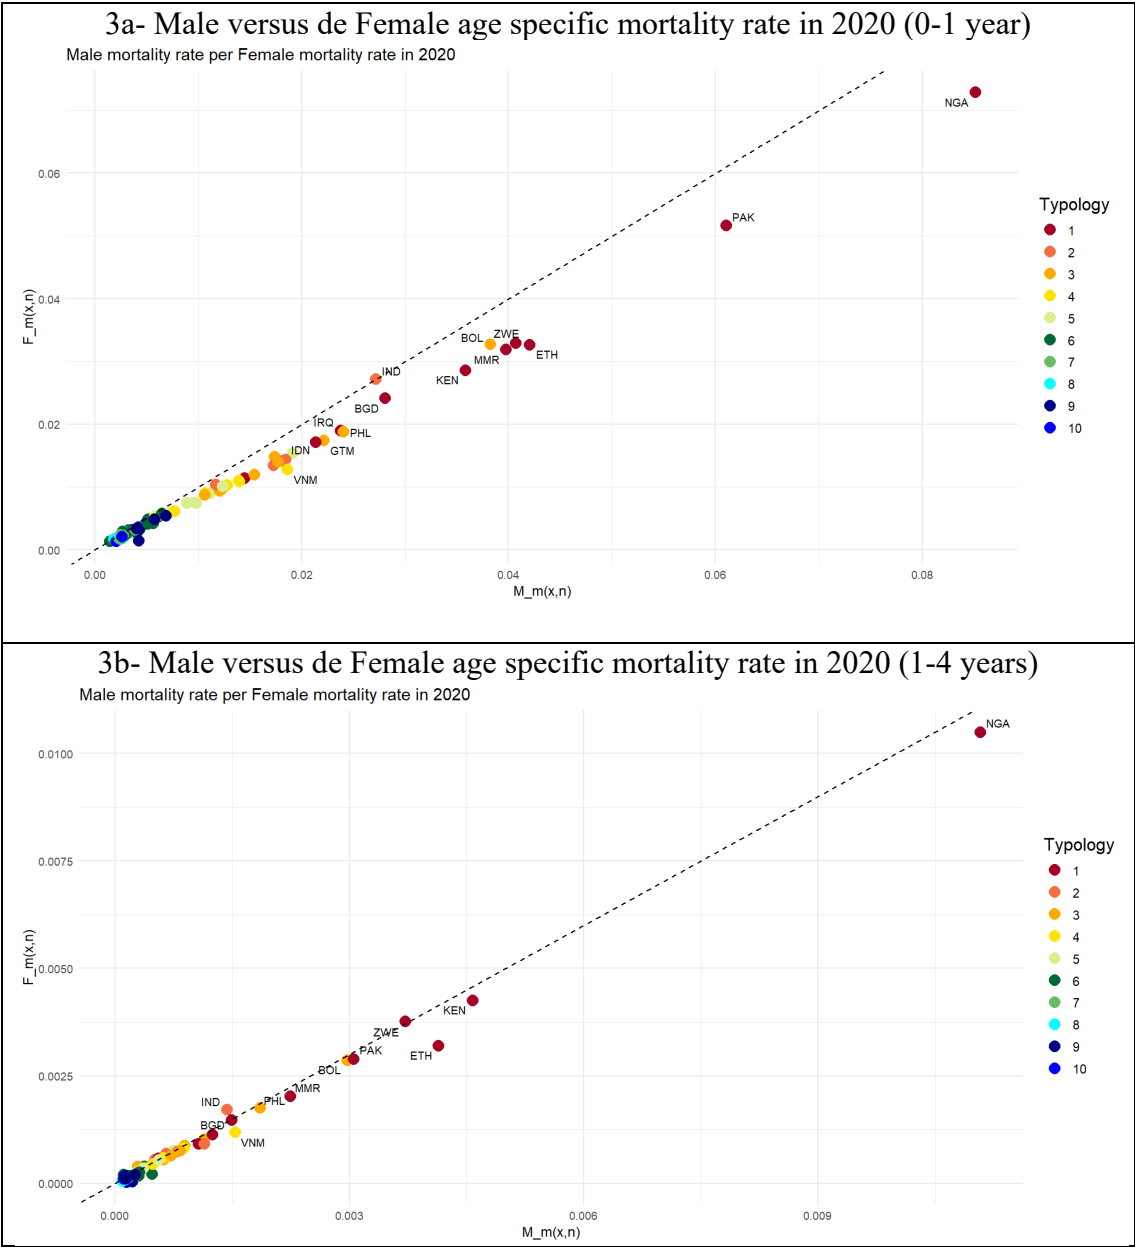 3a- Male versus de Female age specific mortality rate in 2020 (0-1 year)
Male mortality rate per Female mortality rate in 2020
NGA
0.06
PAK
Typology
1
2
3
4
5
6
7
8
9
10
F_m(x,n)
0.04
BOL
ZWE
MMR
ETH
IND
KEN
BGD
0.02
IRQ
PHL
IDN
GTM
VNM
0.00
0.00
0.02
0.04
0.06
0.08
M_m(x,n)
3b- Male versus de Female age specific mortality rate in 2020 (1-4 years)
Male mortality rate per Female mortality rate in 2020
NGA
0.0100
Typology
1
2
3
4
5
6
7
8
9
10
0.0075
F_m(x,n)
0.0050
KEN
ZWE
PAK
ETH
BOL
0.0025
MMR
IND
PHL
BGD
VNM
0.0000
0.000
0.003
0.006
0.009
M_m(x,n)